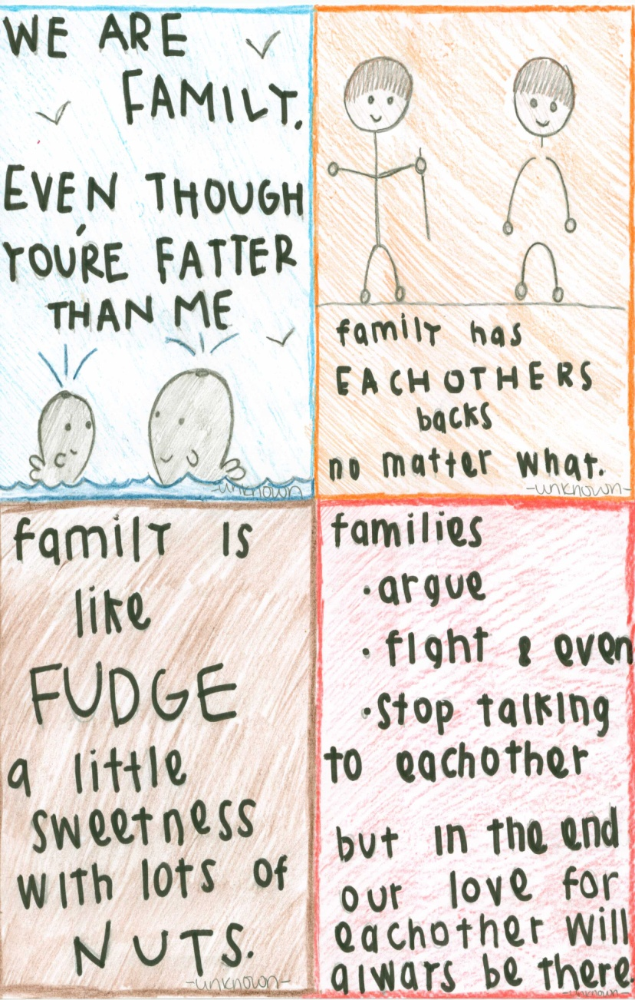 WE ARE
FAMILY.
EVEN THOUGH
YOU'RE FATTER
THAN ME
-unknown
family has
EACHOTHERS
backs
no matter what.
-unknown-
family is
like
FUDGE
a little
sweetness
with lots of
NUTS.
-unknown-
families
·argue
·fight & even
·stop talking
to eachother
but in the end
our love for
eachother will
always be there.
-unknown-